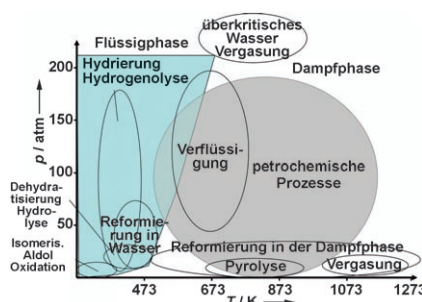 überkritisches
Wasser
Vergasung
Flüssigphase
Dampfphase
Hydrierung
Hydrogenolyse
Verflüssi-
gung
petrochemische
Prozesse
p / atm
200
150
100
50
Dehydra-
tisierung
Hydro-
lyse
Isomeris.
Aldol
Oxidation
Reformie-
rung in
Wasser
Reformierung in der Dampfphase
Pyrolyse
Vergasung
473
673
873
1073
1273
T / K